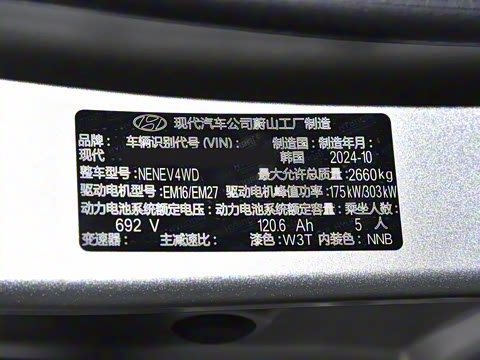 现代汽车公司蔚山工厂制造
品牌： 车辆识别代号（VIN）： 制造国： 制造年月：
现代 韩国 2024-10
整车型号：NENEV4WD 最大允许总质量：2660kg
驱动电机型号：EM16/EM27 驱动电机峰值功率：175kW/303kW
动力电池系统额定电压： 动力电池系统额定容量： 乘坐人数：
692 V 120.6 Ah 5 人
变速器： 主减速比： 漆色：W3T 内装色：NNB